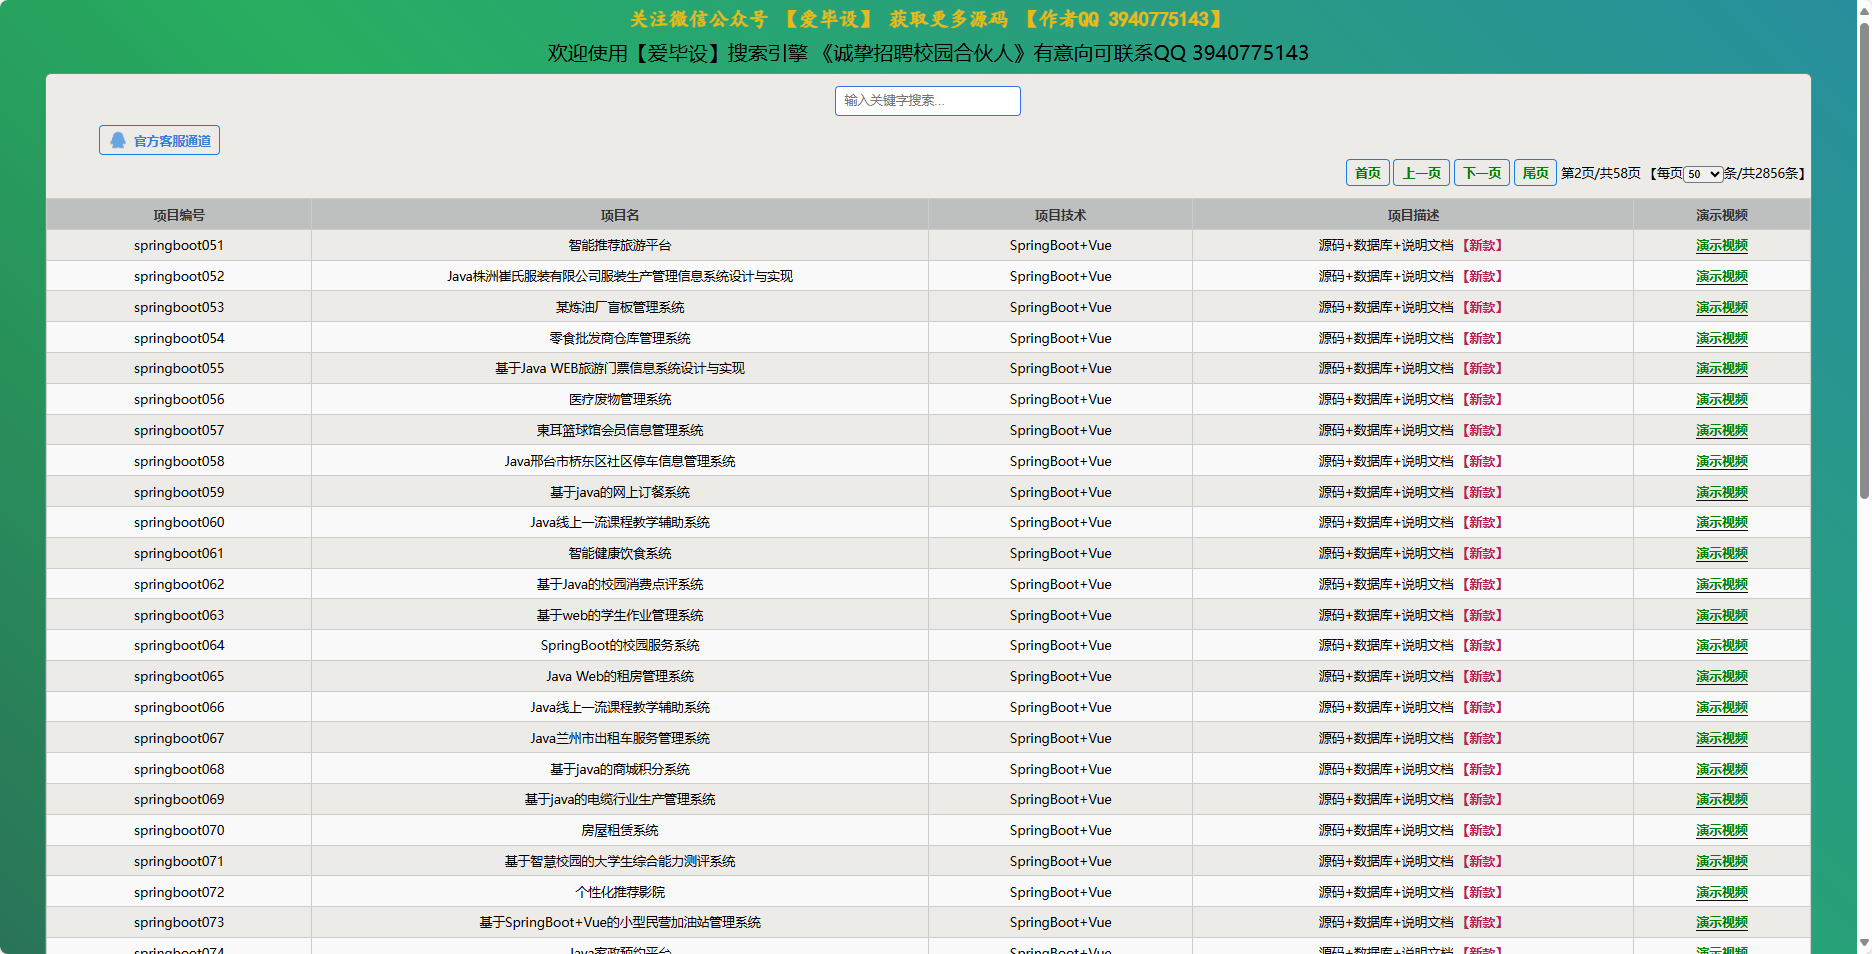 关注微信公众号 【爱毕设】 获取更多源码 【作者QQ 3940775143】
欢迎使用【爱毕设】搜索引擎 《诚挚招聘校园合伙人》有意向可联系QQ 3940775143
输入关键字搜索...
官方客服通道
首页 上一页 下一页 尾页 第2页/共58页 【每页50条/共2856条】
项目编号 项目名 项目技术 项目描述 演示视频
springboot051 智能推荐旅游平台 SpringBoot+Vue 源码+数据库+说明文档 【新款】 演示视频
springboot052 Java株洲崔氏服装有限公司服装生产管理信息系统设计与实现 SpringBoot+Vue 源码+数据库+说明文档 【新款】 演示视频
springboot053 某炼油厂盲板管理系统 SpringBoot+Vue 源码+数据库+说明文档 【新款】 演示视频
springboot054 零食批发商仓库管理系统 SpringBoot+Vue 源码+数据库+说明文档 【新款】 演示视频
springboot055 基于Java WEB旅游门票信息系统设计与实现 SpringBoot+Vue 源码+数据库+说明文档 【新款】 演示视频
springboot056 医疗废物管理系统 SpringBoot+Vue 源码+数据库+说明文档 【新款】 演示视频
springboot057 東耳篮球馆会员信息管理系统 SpringBoot+Vue 源码+数据库+说明文档 【新款】 演示视频
springboot058 Java邢台市桥东区社区停车信息管理系统 SpringBoot+Vue 源码+数据库+说明文档 【新款】 演示视频
springboot059 基于java的网上订餐系统 SpringBoot+Vue 源码+数据库+说明文档 【新款】 演示视频
springboot060 Java线上一流课程教学辅助系统 SpringBoot+Vue 源码+数据库+说明文档 【新款】 演示视频
springboot061 智能健康饮食系统 SpringBoot+Vue 源码+数据库+说明文档 【新款】 演示视频
springboot062 基于Java的校园消费点评系统 SpringBoot+Vue 源码+数据库+说明文档 【新款】 演示视频
springboot063 基于web的学生作业管理系统 SpringBoot+Vue 源码+数据库+说明文档 【新款】 演示视频
springboot064 SpringBoot的校园服务系统 SpringBoot+Vue 源码+数据库+说明文档 【新款】 演示视频
springboot065 Java Web的租房管理系统 SpringBoot+Vue 源码+数据库+说明文档 【新款】 演示视频
springboot066 Java线上一流课程教学辅助系统 SpringBoot+Vue 源码+数据库+说明文档 【新款】 演示视频
springboot067 Java兰州市出租车服务管理系统 SpringBoot+Vue 源码+数据库+说明文档 【新款】 演示视频
springboot068 基于java的商城积分系统 SpringBoot+Vue 源码+数据库+说明文档 【新款】 演示视频
springboot069 基于java的电缆行业生产管理系统 SpringBoot+Vue 源码+数据库+说明文档 【新款】 演示视频
springboot070 房屋租赁系统 SpringBoot+Vue 源码+数据库+说明文档 【新款】 演示视频
springboot071 基于智慧校园的大学生综合能力测评系统 SpringBoot+Vue 源码+数据库+说明文档 【新款】 演示视频
springboot072 个性化推荐影院 SpringBoot+Vue 源码+数据库+说明文档 【新款】 演示视频
springboot073 基于SpringBoot+Vue的小型民营加油站管理系统 SpringBoot+Vue 源码+数据库+说明文档 【新款】 演示视频
springboot074 Java家政预约平台 SpringBoot+Vue 源码+数据库+说明文档 【新款】 演示视频